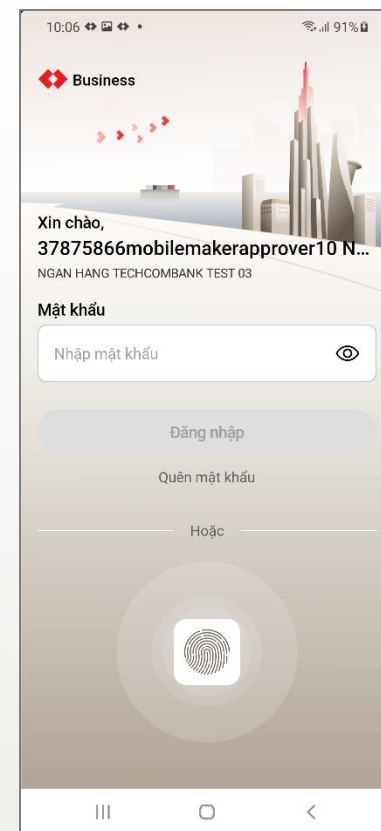 10:06
91%
Business
Xin chào,
37875866mobilemakerapprover10 N...
NGAN HANG TECHCOMBANK TEST 03
Mật khẩu
Nhập mật khẩu
Đăng nhập
Quên mật khẩu
Hoặc